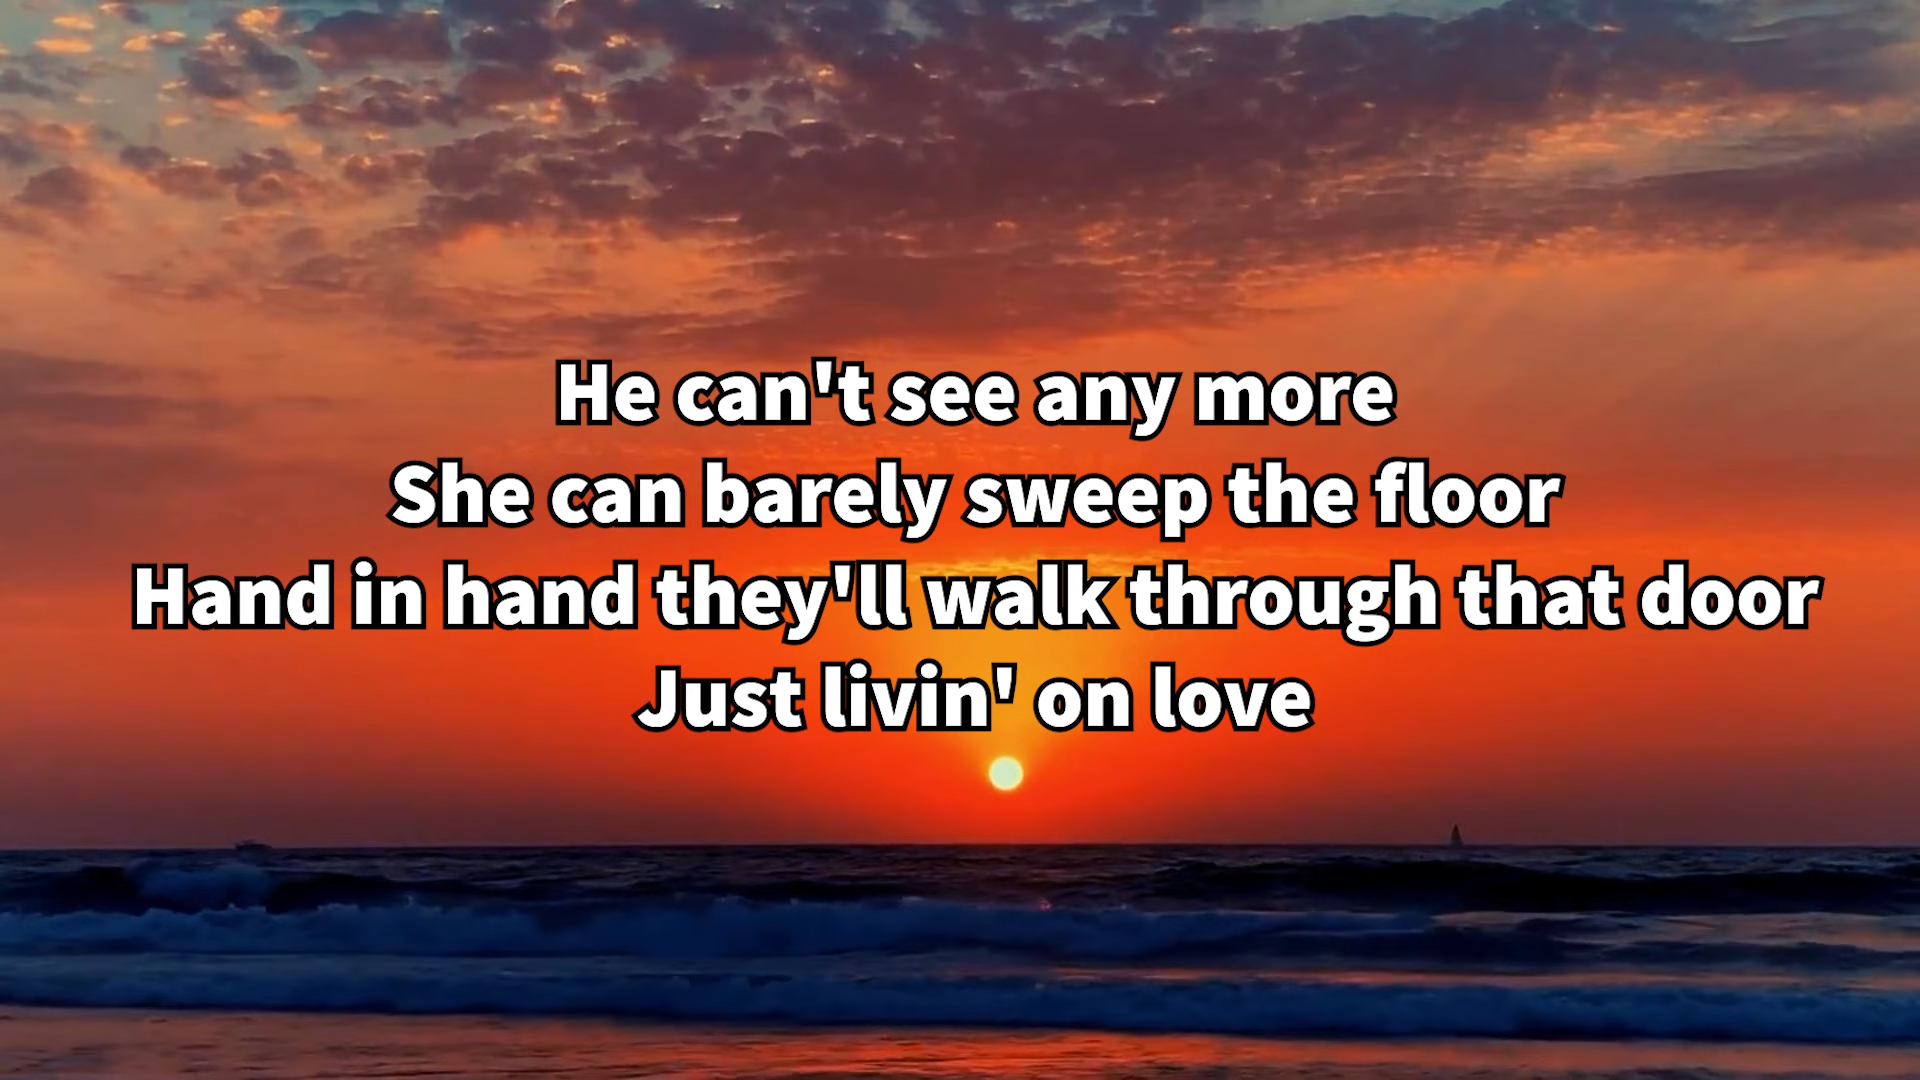 He can't see any more
She can barely sweep the floor
Hand in hand they'll walk through that door
Just livin' on love